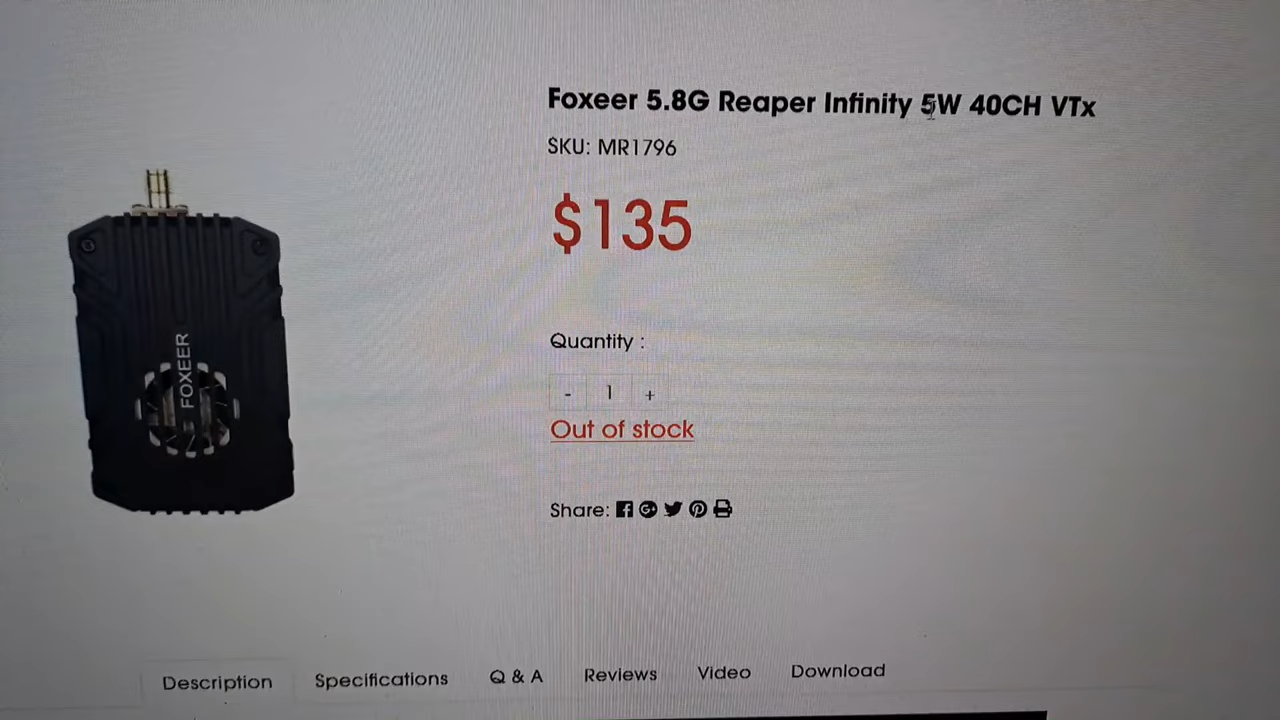 Foxeer 5.8G Reaper Infinity 5W 40CH VTx
SKU: MR1796
$135
FOXEER
Quantity :
- 1 +
Out of stock
Share:
Description Specifications Q & A Reviews Video Download